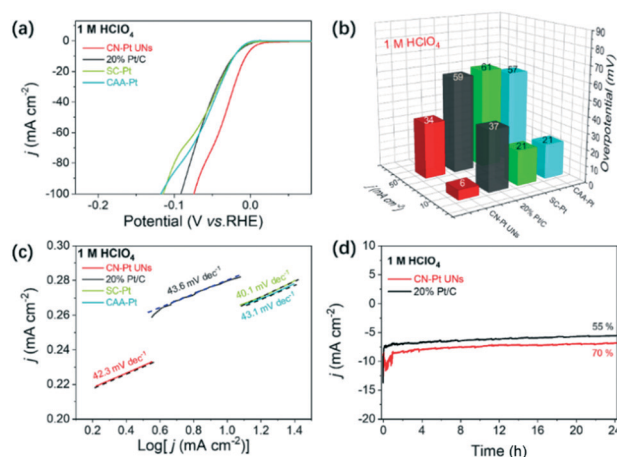 (a)
1 M HClO₄
CN-Pt UNs
20% Pt/C
SC-Pt
CAA-Pt
0
-20
-40
-60
-80
-100
j (mA cm⁻²)
-0.2
-0.1
0.0
Potential (V vs.RHE)
(b)
1 M HClO₄
90
80
70
60
50
40
30
20
10
0
Overpotential (mV)
34
59
61
57
6
37
21
21
j (mA cm⁻²)
10
CN-Pt UNs
20% Pt/C
SC-Pt
CAA-Pt
(c)
1 M HClO₄
CN-Pt UNs
20% Pt/C
SC-Pt
CAA-Pt
43.6 mV dec⁻¹
40.1 mV dec⁻¹
43.1 mV dec⁻¹
42.3 mV dec⁻¹
0.30
0.28
0.26
0.24
0.22
0.20
j (mA cm⁻²)
0.2
0.4
0.6
0.8
1.0
1.2
1.4
Log[ j (mA cm⁻²)]
(d)
1 M HClO₄
CN-Pt UNs
20% Pt/C
55 %
70 %
10
5
0
-5
-10
-15
-20
j (mA cm⁻²)
0
4
8
12
16
20
24
Time (h)